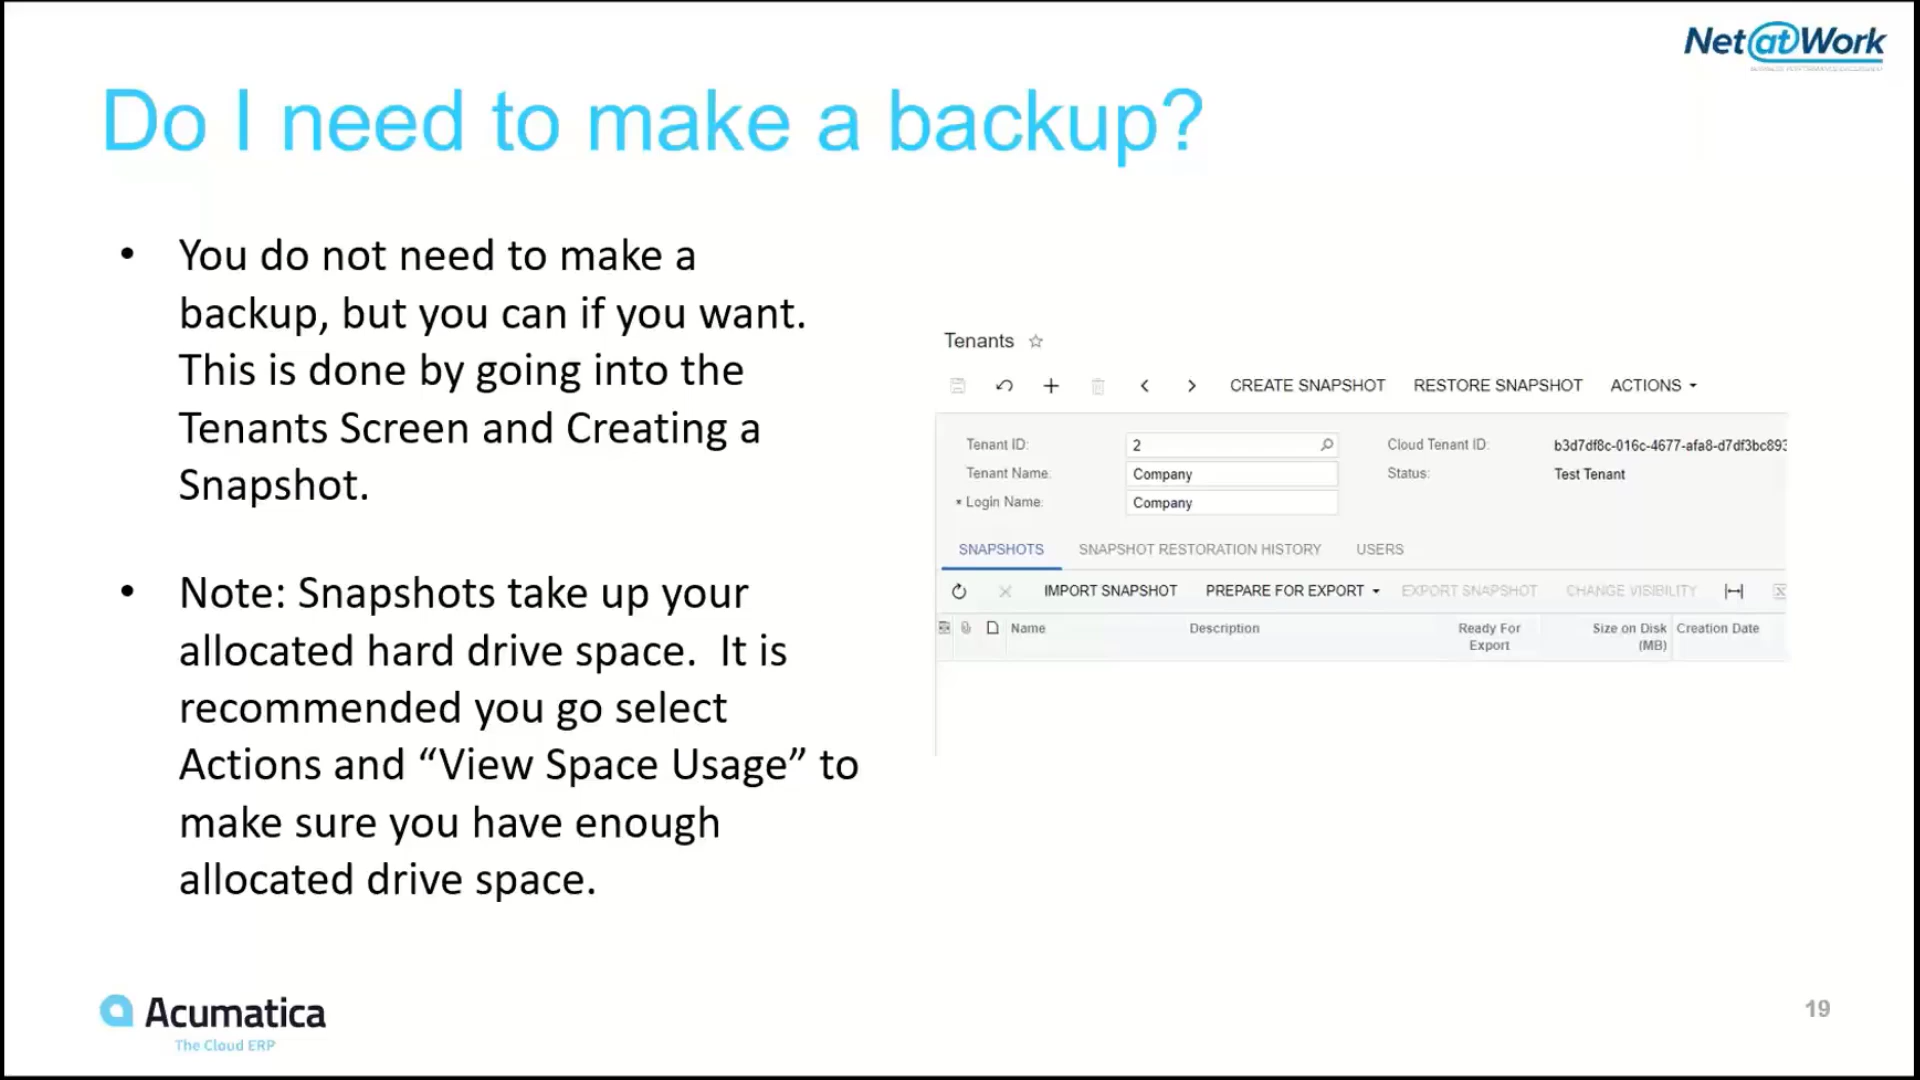 Net@Work
Do I need to make a backup?
• You do not need to make a
backup, but you can if you want.
This is done by going into the
Tenants Screen and Creating a
Snapshot.
• Note: Snapshots take up your
allocated hard drive space.  It is
recommended you go select
Actions and “View Space Usage” to
make sure you have enough
allocated drive space.
Tenants
CREATE SNAPSHOT RESTORE SNAPSHOT ACTIONS
Tenant ID: 2 Cloud Tenant ID: b3d7df8c-016c-4677-afa8-d7df3bc893
Tenant Name: Company Status: Test Tenant
* Login Name: Company
SNAPSHOTS SNAPSHOT RESTORATION HISTORY USERS
IMPORT SNAPSHOT PREPARE FOR EXPORT EXPORT SNAPSHOT CHANGE VISIBILITY
Name Description Ready For Size on Disk Creation Date
Export (MB)
Acumatica
The Cloud ERP
19